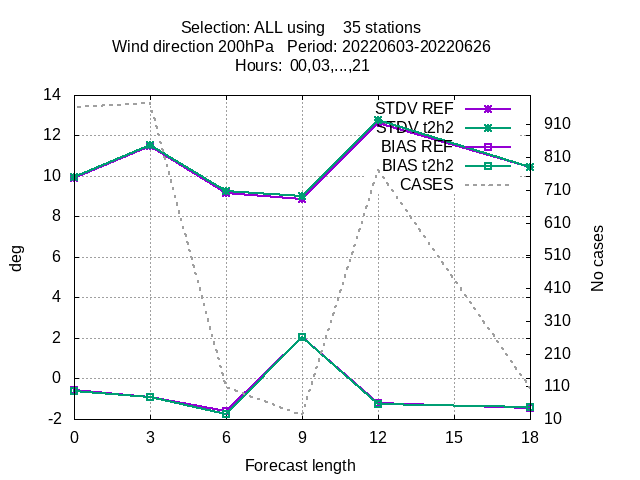 Selection: ALL using    35 stations
Wind direction 200hPa   Period: 20220603-20220626
Hours:  00,03,...,21
STDV REF
STDV t2h2
BIAS REF
BIAS t2h2
CASES
14
12
10
8
6
4
2
0
-2
deg
910
810
710
610
510
410
310
210
110
10
No cases
0 3 6 9 12 15 18
Forecast length